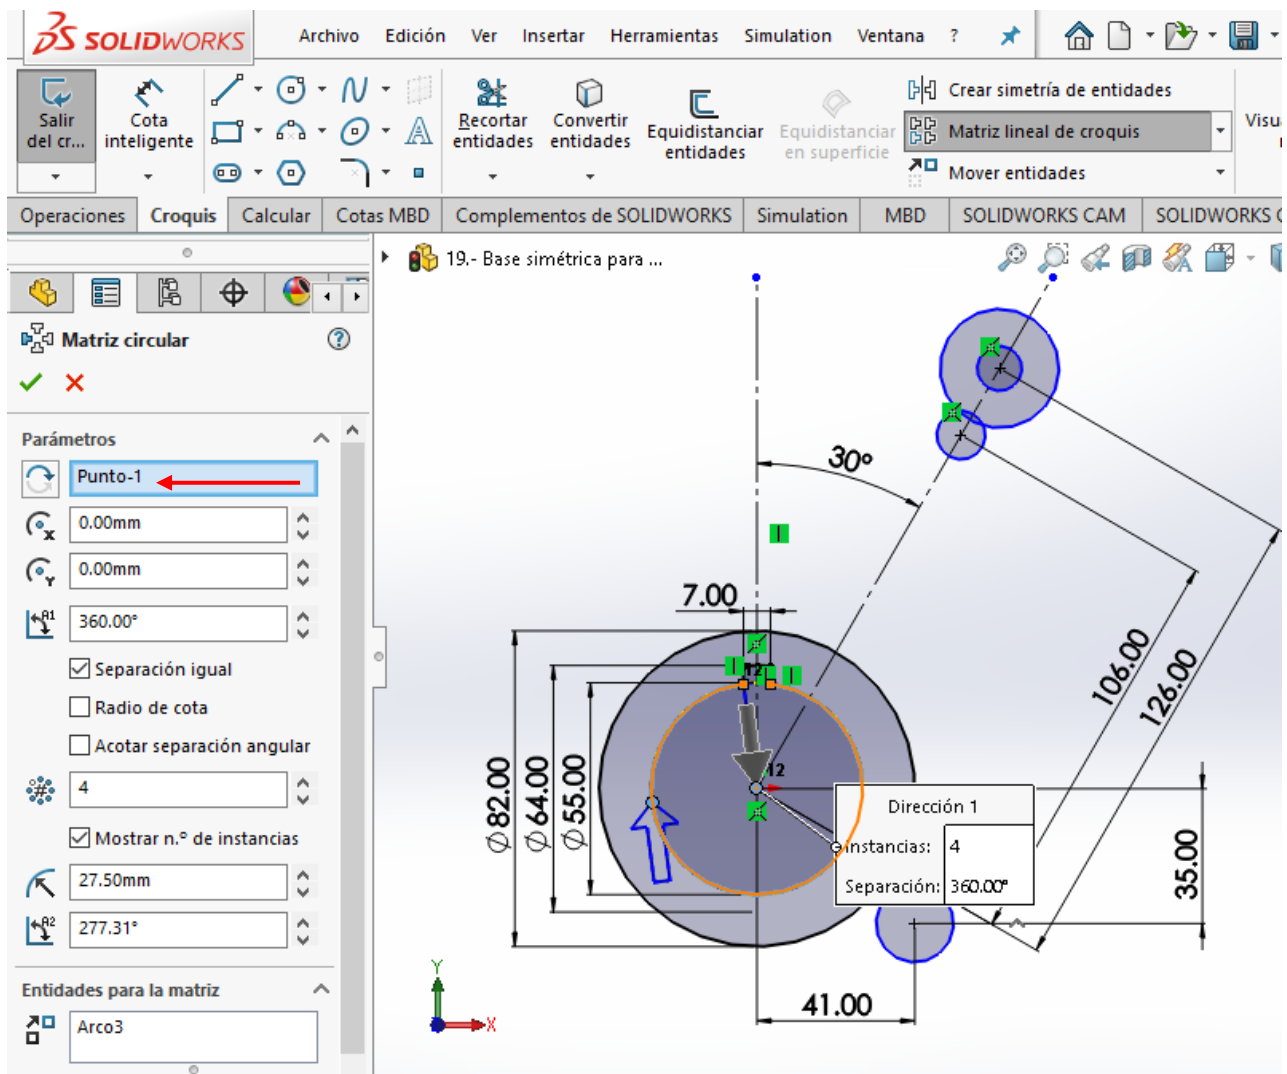 SOLIDWORKS
Archivo Edición Ver Insertar Herramientas Simulation Ventana ?
Salir
del cr...
Cota
inteligente
Recortar
entidades
Convertir
entidades
Equidistanciar
entidades
Equidistanciar
en superficie
Crear simetría de entidades
Matriz lineal de croquis
Mover entidades
Operaciones Croquis Calcular Cotas MBD Complementos de SOLIDWORKS Simulation MBD SOLIDWORKS CAM SOLIDWORKS
19.- Base simétrica para ...
Matriz circular
Parámetros
Punto-1
0.00mm
0.00mm
360.00°
Separación igual
Radio de cota
Acotar separación angular
4
Mostrar n.º de instancias
27.50mm
277.31°
Entidades para la matriz
Arco3
30°
7.00
106.00
126.00
Ø82.00
Ø64.00
Ø55.00
12
Dirección 1
Instancias: 4
Separación: 360.00°
35.00
41.00
Y
X